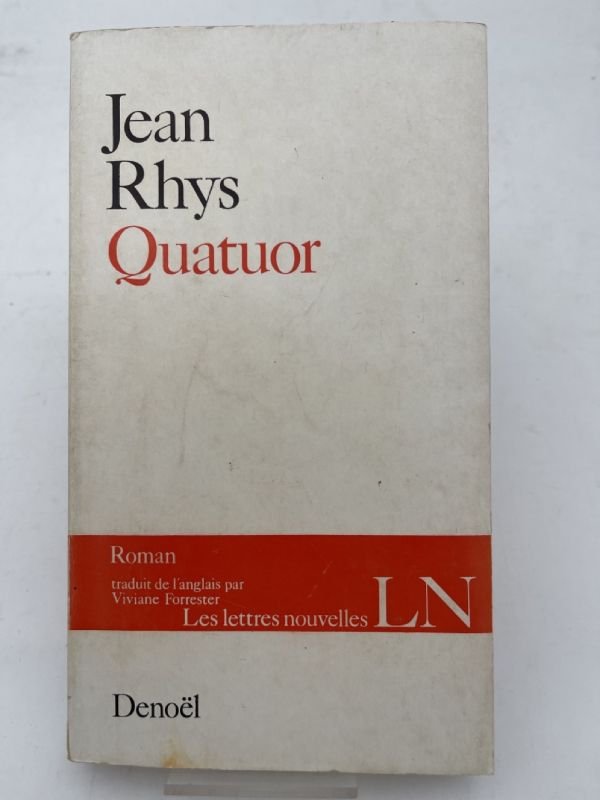 Jean
Rhys
Quatuor
Roman
traduit de l'anglais par
Viviane Forrester
Les lettres nouvelles LN
Denoël